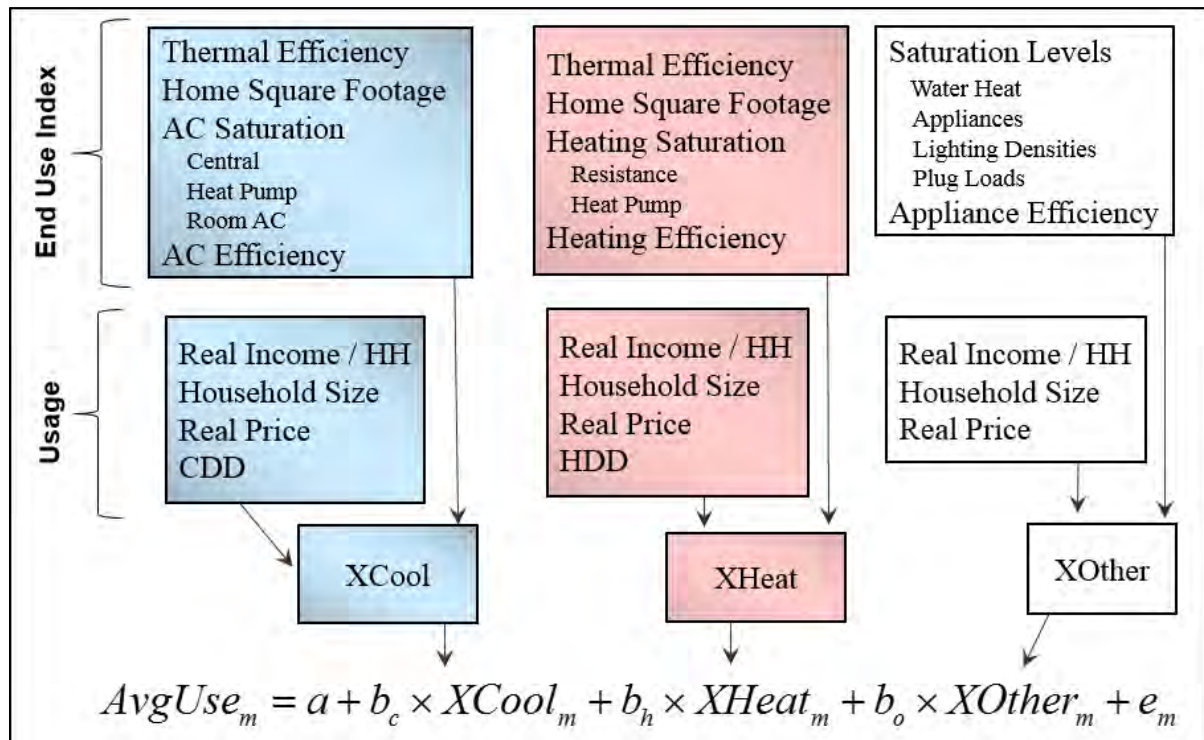 End Use Index
Thermal Efficiency
Home Square Footage
AC Saturation
Central
Heat Pump
Room AC
AC Efficiency
Thermal Efficiency
Home Square Footage
Heating Saturation
Resistance
Heat Pump
Heating Efficiency
Saturation Levels
Water Heat
Appliances
Lighting Densities
Plug Loads
Appliance Efficiency
Usage
Real Income / HH
Household Size
Real Price
CDD
Real Income / HH
Household Size
Real Price
HDD
Real Income / HH
Household Size
Real Price
XCool
XHeat
XOther
AvgUse_m = a + b_c × XCool_m + b_h × XHeat_m + b_o × XOther_m + e_m